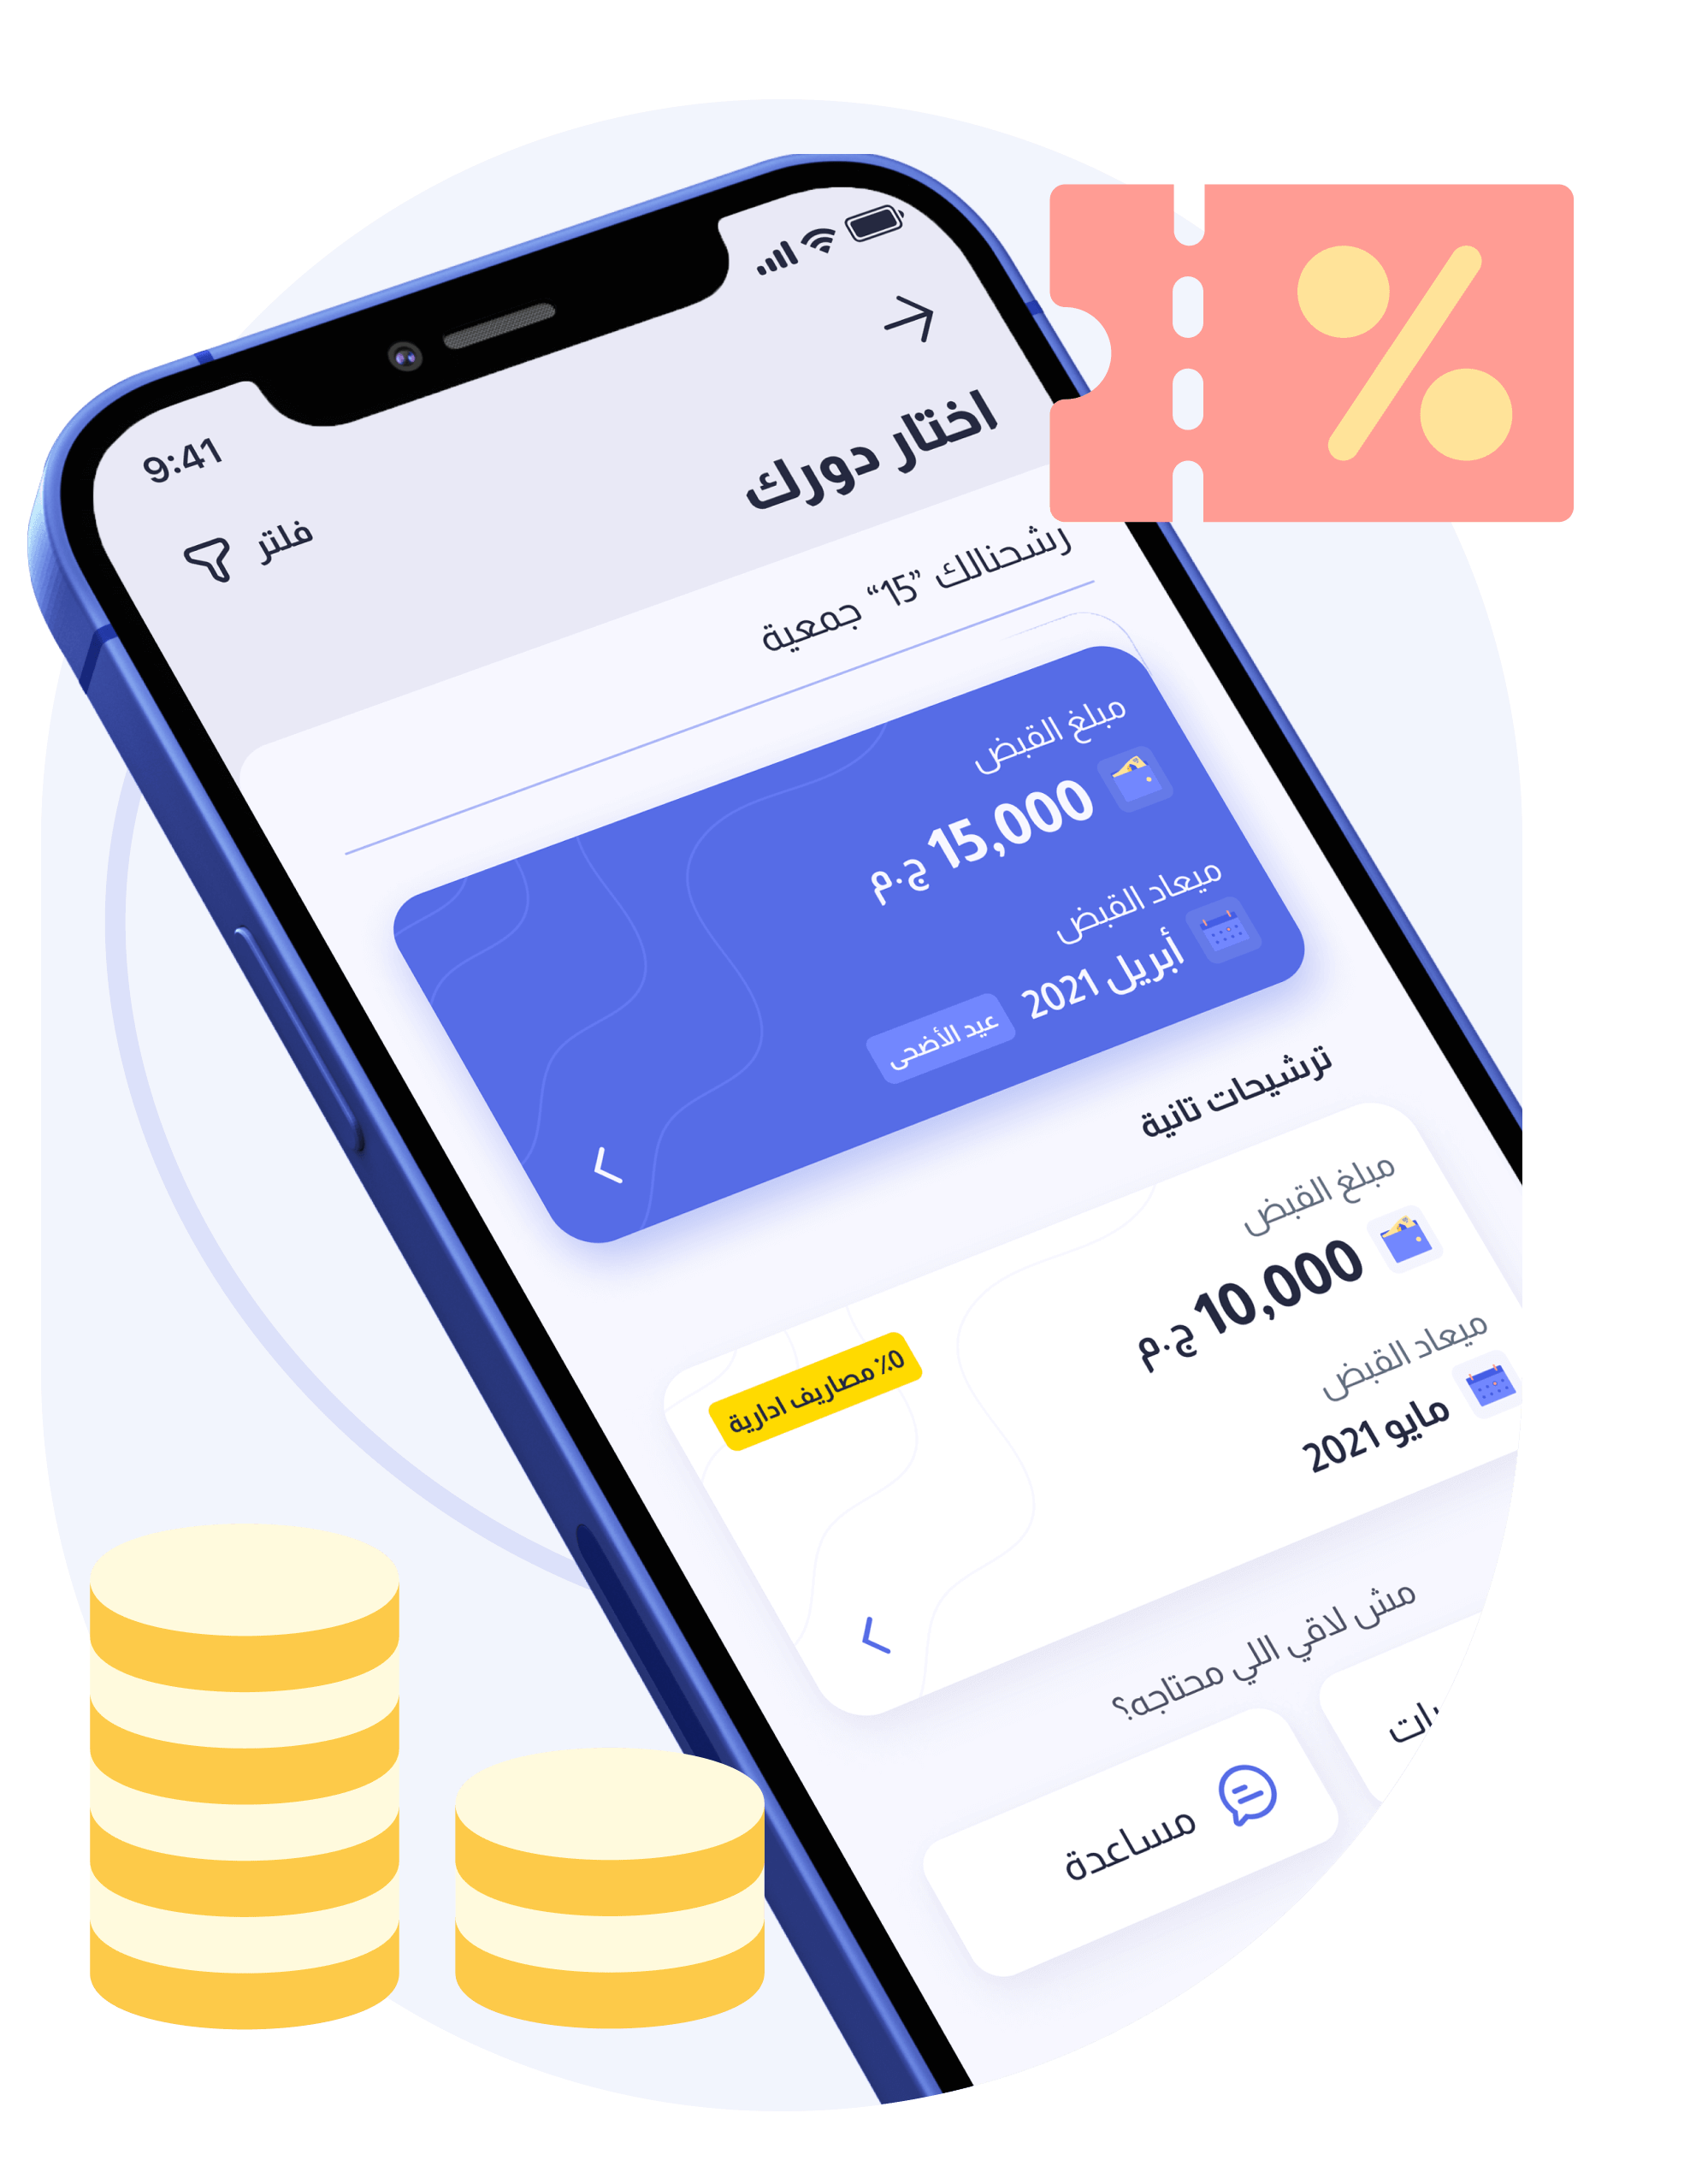 9:41
اختار دورك
فلتر
رشحنالك "15" جمعية
مبلغ القبض
15,000 ج.م
ميعاد القبض
أبريل 2021
عيد الأضحى
ترشيحات تانية
مبلغ القبض
10,000 ج.م
٪0 مصاريف ادارية
ميعاد القبض
مايو 2021
مش لاقي اللي محتاجه؟
مساعدة